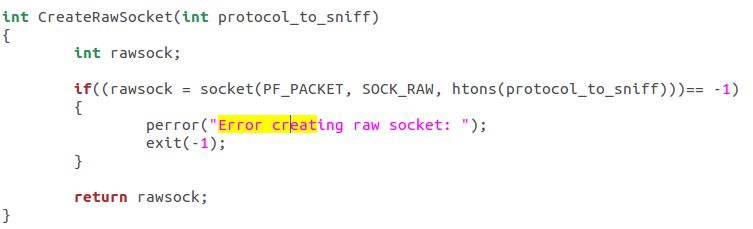 int CreateRawSocket(int protocol_to_sniff)
{
        int rawsock;

        if((rawsock = socket(PF_PACKET, SOCK_RAW, htons(protocol_to_sniff)))== -1)
        {
                perror("Error creating raw socket: ");
                exit(-1);
        }

        return rawsock;
}